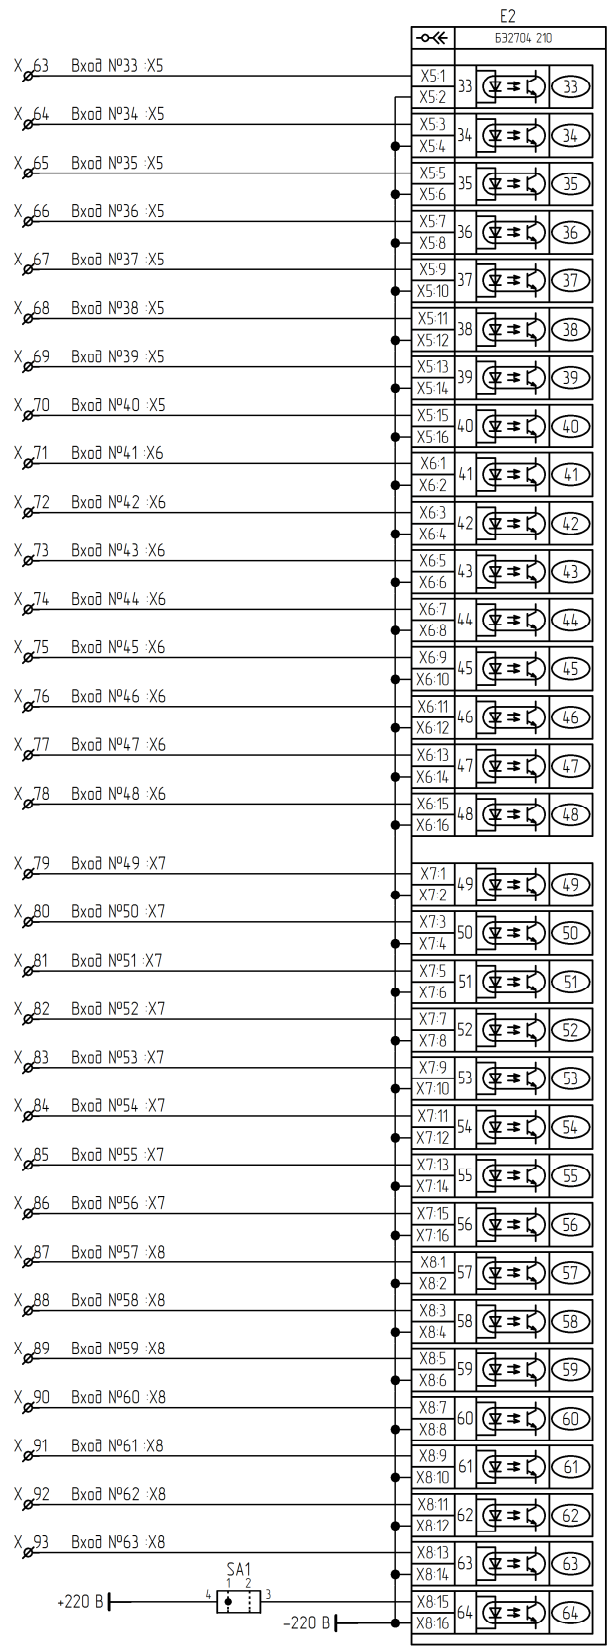 E2
БЭ2704 210
X 63 Вход №33 :X5 X5:1 33 33
X5:2
X 64 Вход №34 :X5 X5:3 34 34
X5:4
X 65 Вход №35 :X5 X5:5 35 35
X5:6
X 66 Вход №36 :X5 X5:7 36 36
X5:8
X 67 Вход №37 :X5 X5:9 37 37
X5:10
X 68 Вход №38 :X5 X5:11 38 38
X5:12
X 69 Вход №39 :X5 X5:13 39 39
X5:14
X 70 Вход №40 :X5 X5:15 40 40
X5:16
X 71 Вход №41 :X6 X6:1 41 41
X6:2
X 72 Вход №42 :X6 X6:3 42 42
X6:4
X 73 Вход №43 :X6 X6:5 43 43
X6:6
X 74 Вход №44 :X6 X6:7 44 44
X6:8
X 75 Вход №45 :X6 X6:9 45 45
X6:10
X 76 Вход №46 :X6 X6:11 46 46
X6:12
X 77 Вход №47 :X6 X6:13 47 47
X6:14
X 78 Вход №48 :X6 X6:15 48 48
X6:16
X 79 Вход №49 :X7 X7:1 49 49
X7:2
X 80 Вход №50 :X7 X7:3 50 50
X7:4
X 81 Вход №51 :X7 X7:5 51 51
X7:6
X 82 Вход №52 :X7 X7:7 52 52
X7:8
X 83 Вход №53 :X7 X7:9 53 53
X7:10
X 84 Вход №54 :X7 X7:11 54 54
X7:12
X 85 Вход №55 :X7 X7:13 55 55
X7:14
X 86 Вход №56 :X7 X7:15 56 56
X7:16
X 87 Вход №57 :X8 X8:1 57 57
X8:2
X 88 Вход №58 :X8 X8:3 58 58
X8:4
X 89 Вход №59 :X8 X8:5 59 59
X8:6
X 90 Вход №60 :X8 X8:7 60 60
X8:8
X 91 Вход №61 :X8 X8:9 61 61
X8:10
X 92 Вход №62 :X8 X8:11 62 62
X8:12
X 93 Вход №63 :X8 X8:13 63 63
X8:14
SA1
1 2
+220 В 4 3 X8:15 64 64
-220 В X8:16